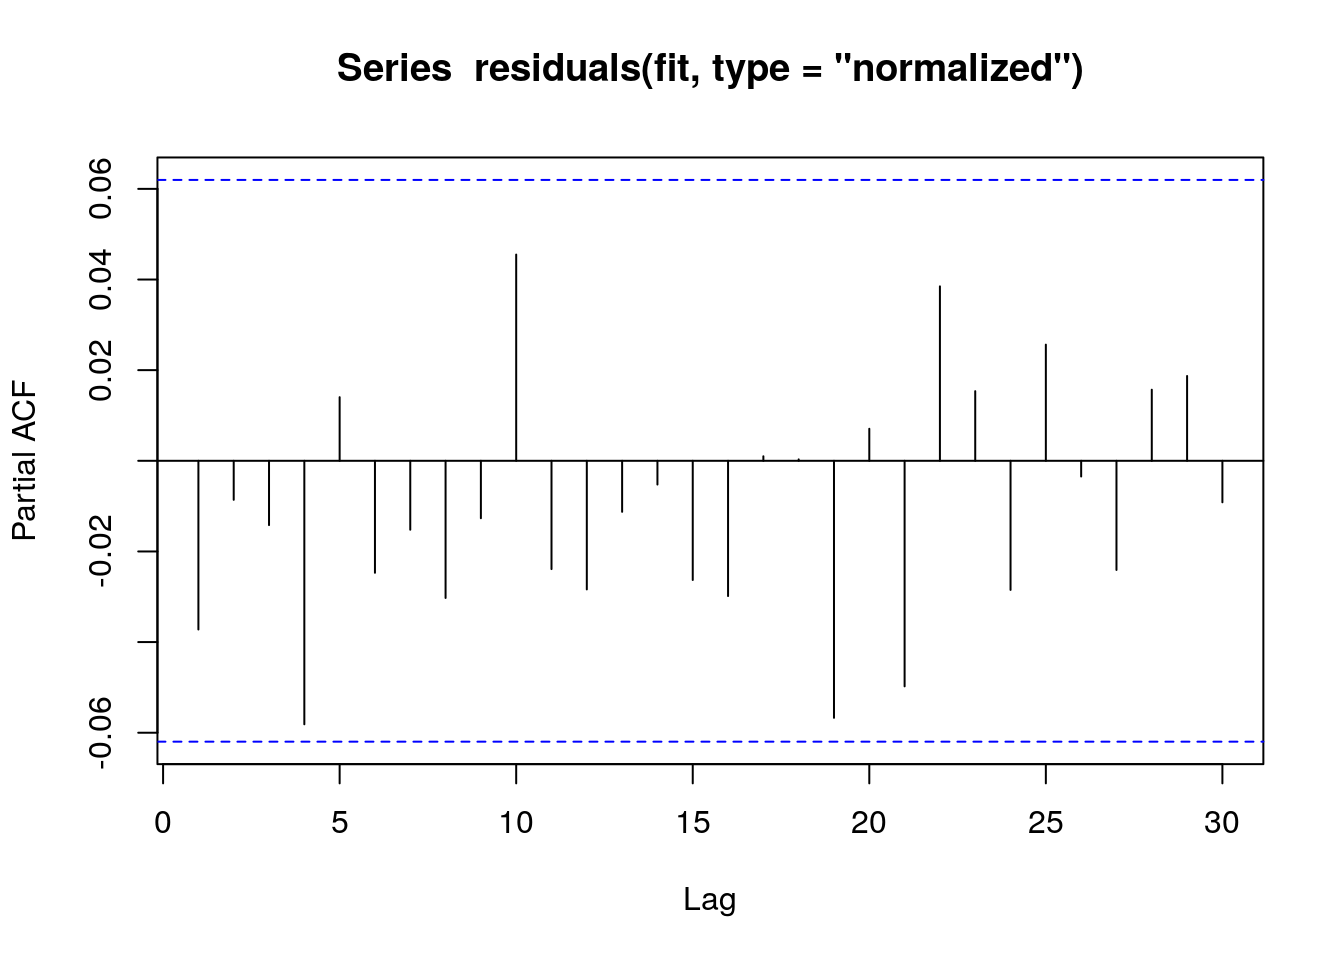 Series  residuals(fit, type = "normalized")
0.06
0.04
0.02
-0.02
-0.06
Partial ACF
0 5 10 15 20 25 30
Lag